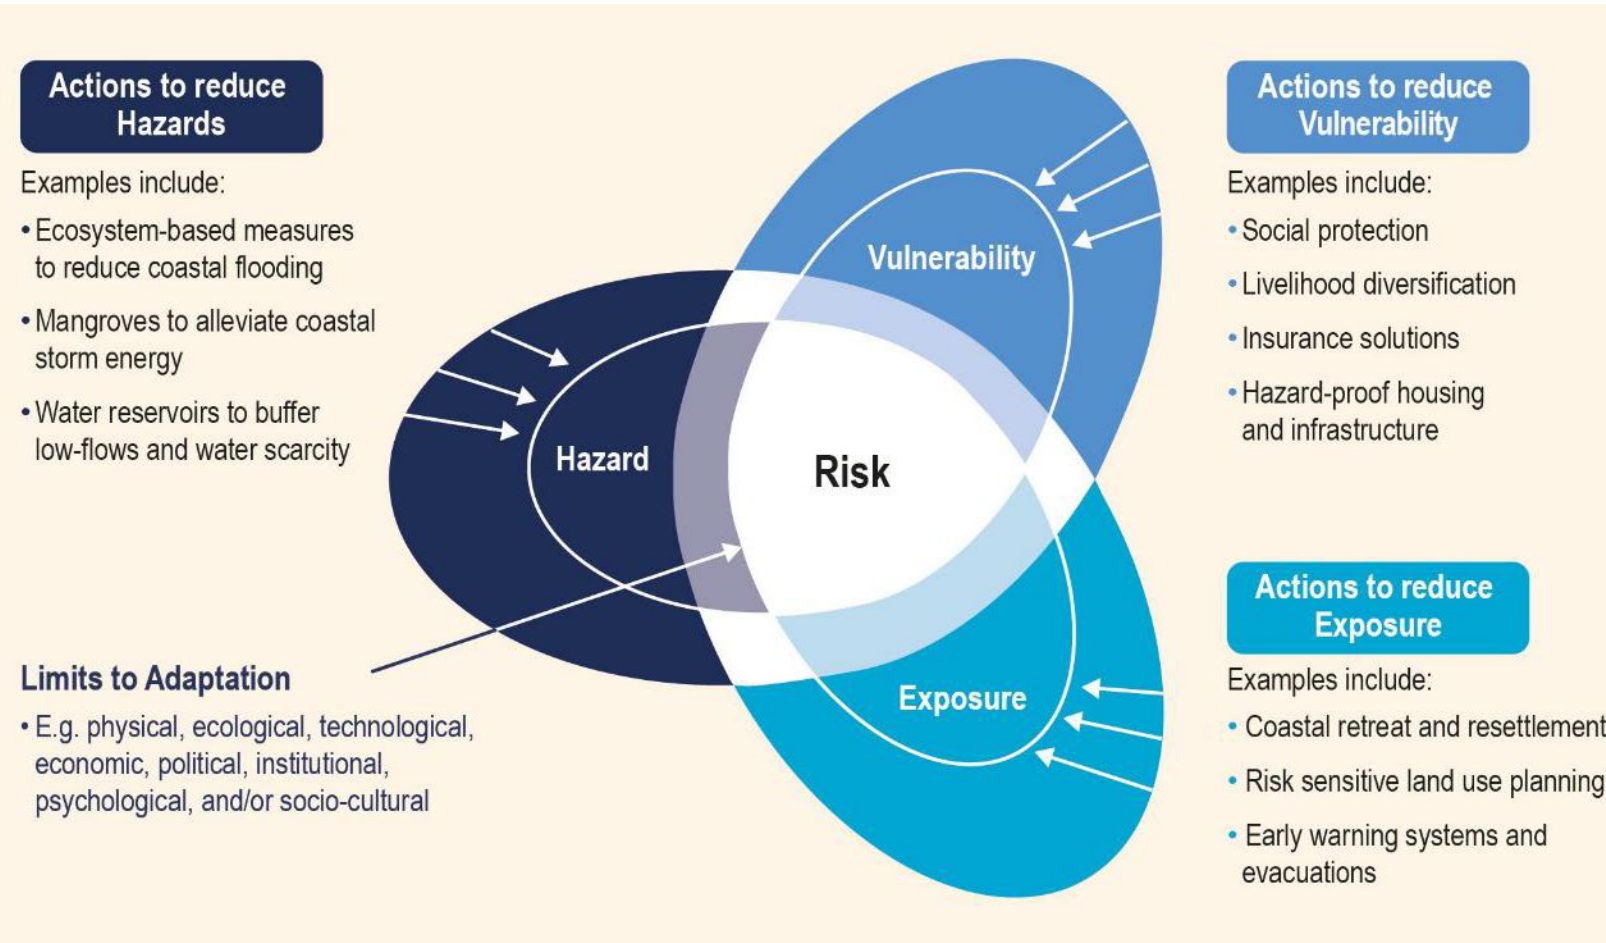 Actions to reduce
Hazards
Examples include:
• Ecosystem-based measures
to reduce coastal flooding
• Mangroves to alleviate coastal
storm energy
• Water reservoirs to buffer
low-flows and water scarcity
Limits to Adaptation
• E.g. physical, ecological, technological,
economic, political, institutional,
psychological, and/or socio-cultural
Vulnerability
Hazard
Risk
Exposure
Actions to reduce
Vulnerability
Examples include:
• Social protection
• Livelihood diversification
• Insurance solutions
• Hazard-proof housing
and infrastructure
Actions to reduce
Exposure
Examples include:
• Coastal retreat and resettlement
• Risk sensitive land use planning
• Early warning systems and
evacuations